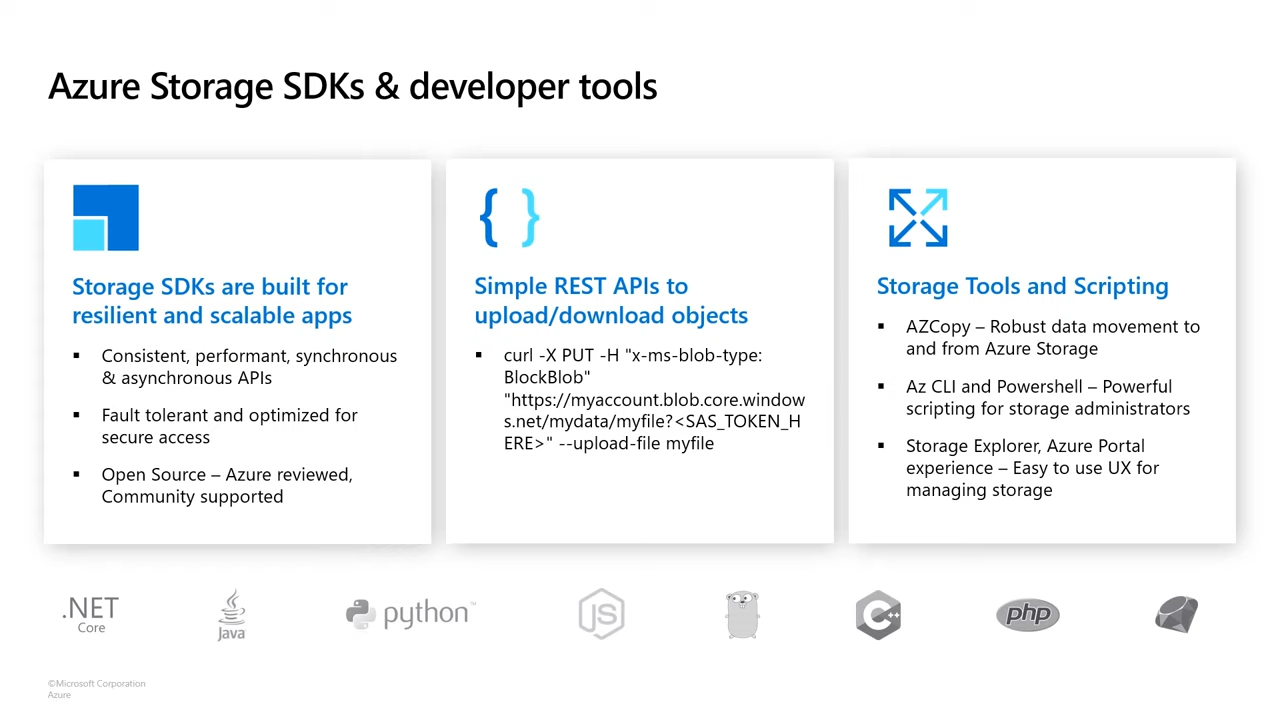 Azure Storage SDKs & developer tools
Storage SDKs are built for
resilient and scalable apps
▪ Consistent, performant, synchronous
& asynchronous APIs
▪ Fault tolerant and optimized for
secure access
▪ Open Source – Azure reviewed,
Community supported
{ }
Simple REST APIs to
upload/download objects
▪ curl -X PUT -H "x-ms-blob-type:
BlockBlob"
"https://myaccount.blob.core.window
s.net/mydata/myfile?<SAS_TOKEN_H
ERE>" --upload-file myfile
Storage Tools and Scripting
▪ AZCopy – Robust data movement to
and from Azure Storage
▪ Az CLI and Powershell – Powerful
scripting for storage administrators
▪ Storage Explorer, Azure Portal
experience – Easy to use UX for
managing storage
.NET
Core
Java
python™
JS
C++
php
©Microsoft Corporation
Azure